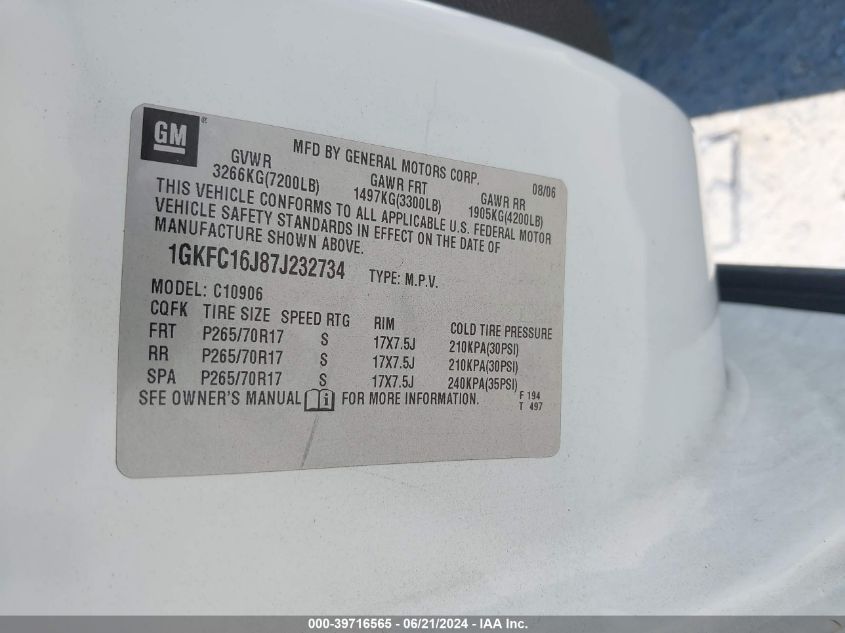 GM ®
MFD BY GENERAL MOTORS CORP. 08/06
GVWR GAWR FRT GAWR RR
3266KG(7200LB) 1497KG(3300LB) 1905KG(4200LB)
THIS VEHICLE CONFORMS TO ALL APPLICABLE U.S. FEDERAL MOTOR
VEHICLE SAFETY STANDARDS IN EFFECT ON THE DATE OF
MANUFACTURE SHOWN ABOVE.
1GKFC16J87J232734 TYPE: M.P.V.
MODEL: C10906
CQFK TIRE SIZE SPEED RTG RIM COLD TIRE PRESSURE
FRT P265/70R17 S 17X7.5J 210KPA(30PSI)
RR P265/70R17 S 17X7.5J 210KPA(30PSI)
SPA P265/70R17 S 17X7.5J 240KPA(35PSI)
SEE OWNER'S MANUAL i FOR MORE INFORMATION. F 194
T 497
000-39716565 / 06/21/2024 / IAA Inc.